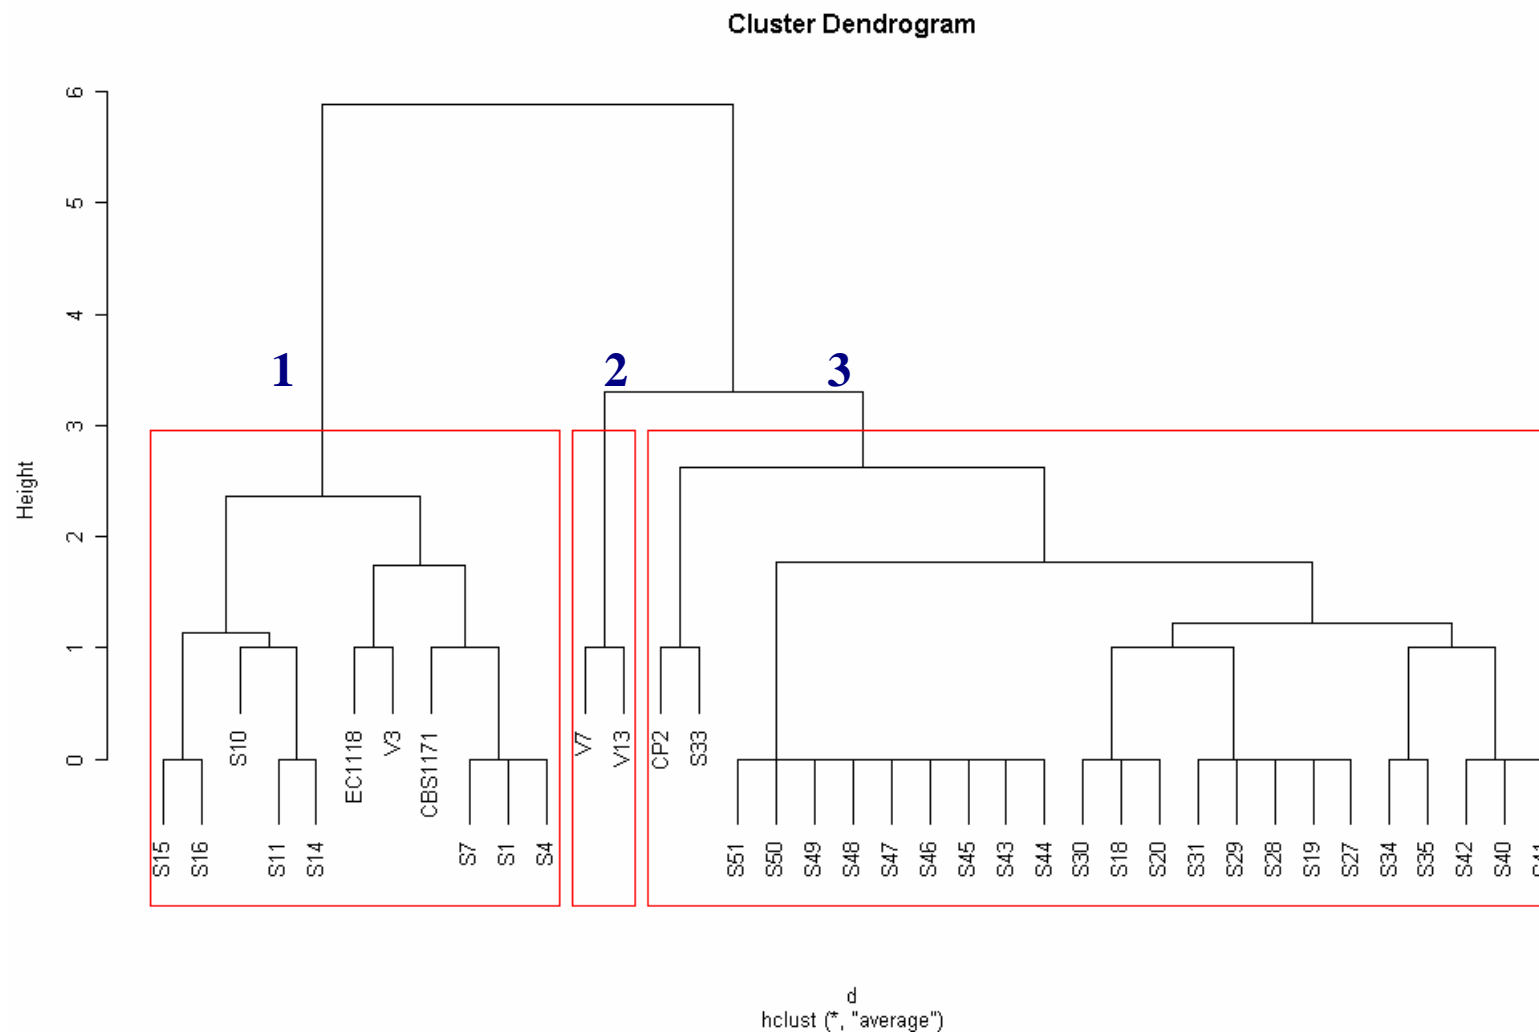 Cluster Dendrogram
Height
6
5
4
3
2
1
0
1 2 3
S15
S16
S10
S11
S14
EC1118
V3
CBS1171
S7
S1
S4
V7
V13
CP2
S33
S51
S50
S49
S48
S47
S46
S45
S43
S44
S30
S18
S20
S31
S29
S28
S19
S27
S34
S35
S42
S40
d
hclust (*, "average")